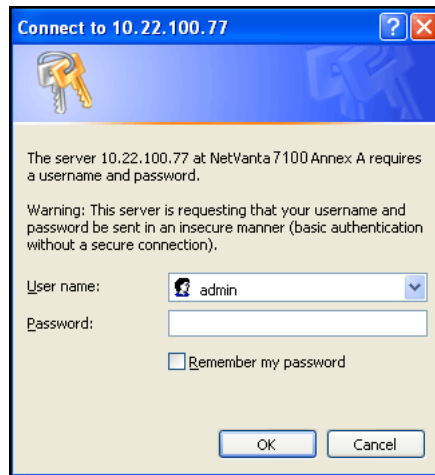 Connect to 10.22.100.77
The server 10.22.100.77 at NetVanta 7100 Annex A requires
a username and password.
Warning: This server is requesting that your username and
password be sent in an insecure manner (basic authentication
without a secure connection).
User name:
admin
Password:
Remember my password
OK
Cancel